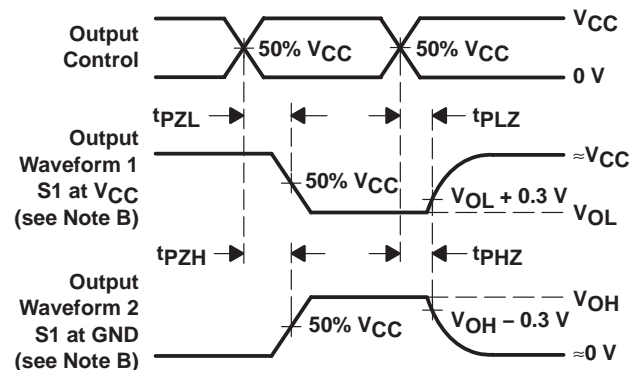 Output
Control
50% VCC
50% VCC
VCC
0 V
tPZL
tPLZ
Output
Waveform 1
S1 at VCC
(see Note B)
50% VCC
≈VCC
VOL + 0.3 V
VOL
tPZH
tPHZ
Output
Waveform 2
S1 at GND
(see Note B)
50% VCC
VOH
VOH − 0.3 V
≈0 V